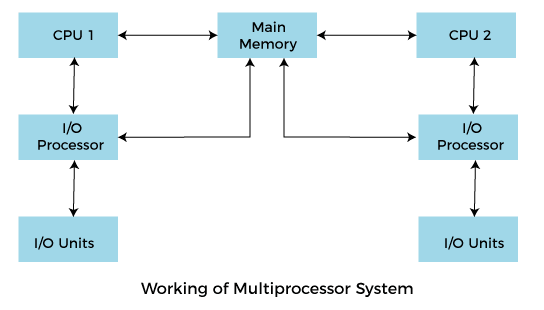 CPU 1
Main
Memory
CPU 2
I/O
Processor
I/O
Processor
I/O Units
I/O Units
Working of Multiprocessor System